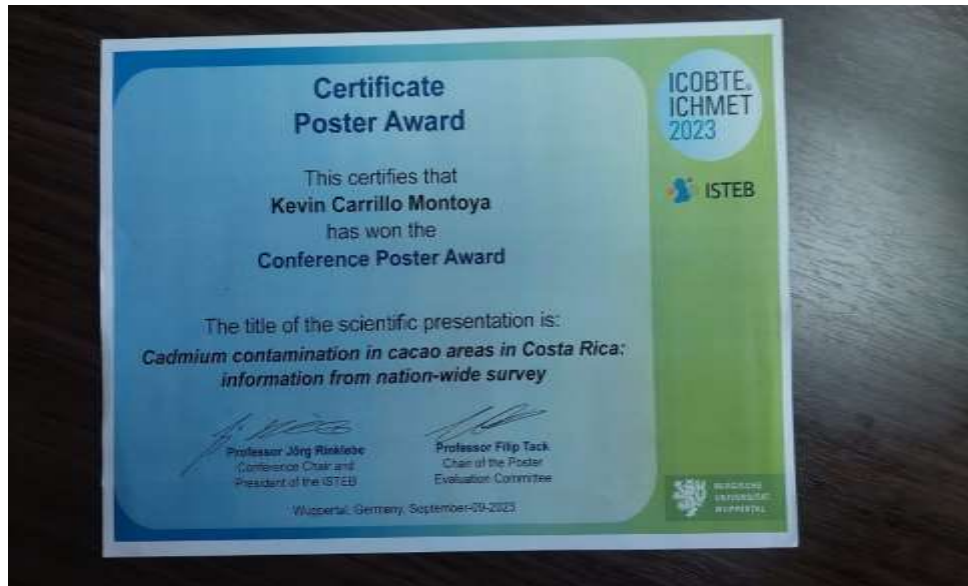 Certificate
Poster Award
This certifies that
Kevin Carrillo Montoya
has won the
Conference Poster Award
The title of the scientific presentation is:
Cadmium contamination in cacao areas in Costa Rica:
information from nation-wide survey
Professor Jörg Rinklebe
Conference Chair and
President of the ISTEB
Professor Filip Tack
Chair of the Poster
Evaluation Committee
Wuppertal, Germany, September-09-2023
ICOBTE&
ICHMET
2023
ISTEB
BERGISCHE
UNIVERSITÄT
WUPPERTAL